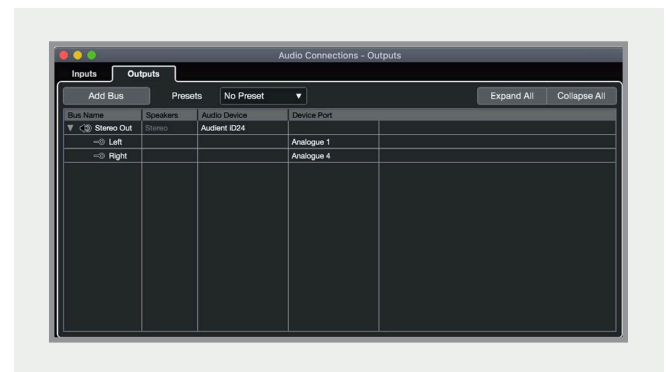 Audio Connections - Outputs
Inputs Outputs
Add Bus Presets No Preset Expand All Collapse All
Bus Name Speakers Audio Device Device Port
Stereo Out Stereo Audient ID24
Left Analogue 1
Right Analogue 4